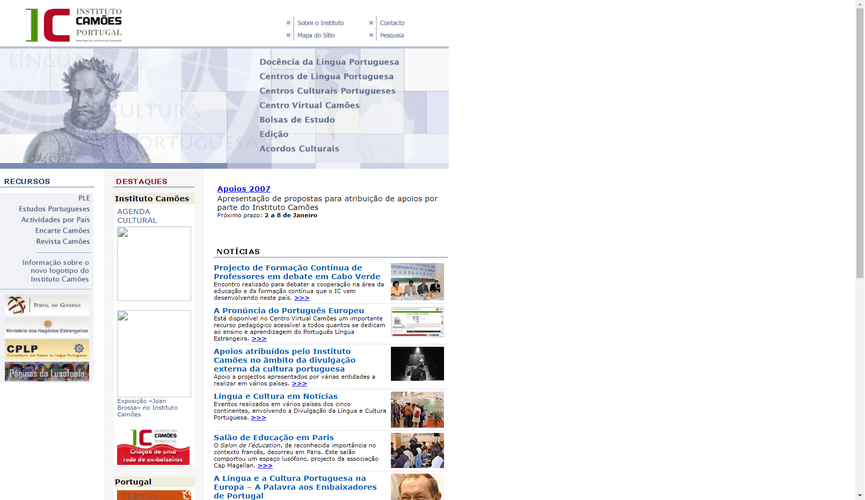 INSTITUTO
CAMÕES
PORTUGAL
Sobre o Instituto
Contacto
Mapa do Sítio
Pesquisa
LÍNGUA
CULTURA
PORTUGUESA
Docência da Língua Portuguesa
Centros de Língua Portuguesa
Centros Culturais Portugueses
Centro Virtual Camões
Bolsas de Estudo
Edição
Acordos Culturais
RECURSOS
PLE
Estudos Portugueses
Actividades por País
Encarte Camões
Revista Camões
Informação sobre o
novo logotipo do
Instituto Camões
PORTAL DO GOVERNO
Ministério dos Negócios Estrangeiros
CPLP
Comunidade dos Países de Língua Portuguesa
Páginas da Lusofonia
DESTAQUES
Instituto Camões
AGENDA
CULTURAL
Exposição «Joan
Brossa» no Instituto
Camões
INSTITUTO
CAMÕES
PORTUGAL
Criação de uma
rede de ex-bolseiros
Portugal
Apoios 2007
Apresentação de propostas para atribuição de apoios por
parte do Instituto Camões
Próximo prazo: 2 a 8 de Janeiro
NOTÍCIAS
Projecto de Formação Contínua de
Professores em debate em Cabo Verde
Encontro realizado para debater a cooperação na área da
educação e da formação contínua que o IC vem
desenvolvendo neste país. >>>
A Pronúncia do Português Europeu
Está disponível no Centro Virtual Camões um importante
recurso pedagógico acessível a todos quantos se dedicam
ao ensino e aprendizagem do Português Língua
Estrangeira. >>>
Apoios atribuídos pelo Instituto
Camões no âmbito da divulgação
externa da cultura portuguesa
Apoio a projectos apresentados por várias entidades a
realizar em vários países. >>>
Língua e Cultura em Notícias
Eventos realizados em vários países dos cinco
continentes, envolvendo a Divulgação da Língua e Cultura
Portuguesa. >>>
Salão de Educação em Paris
O Salon de l'éducation, de reconhecida importância no
contexto francês, decorreu em Paris. Este salão
comportou um espaço lusófono, projecto da associação
Cap Magellan. >>>
A Língua e a Cultura Portuguesa na
Europa – A Palavra aos Embaixadores
de Portugal